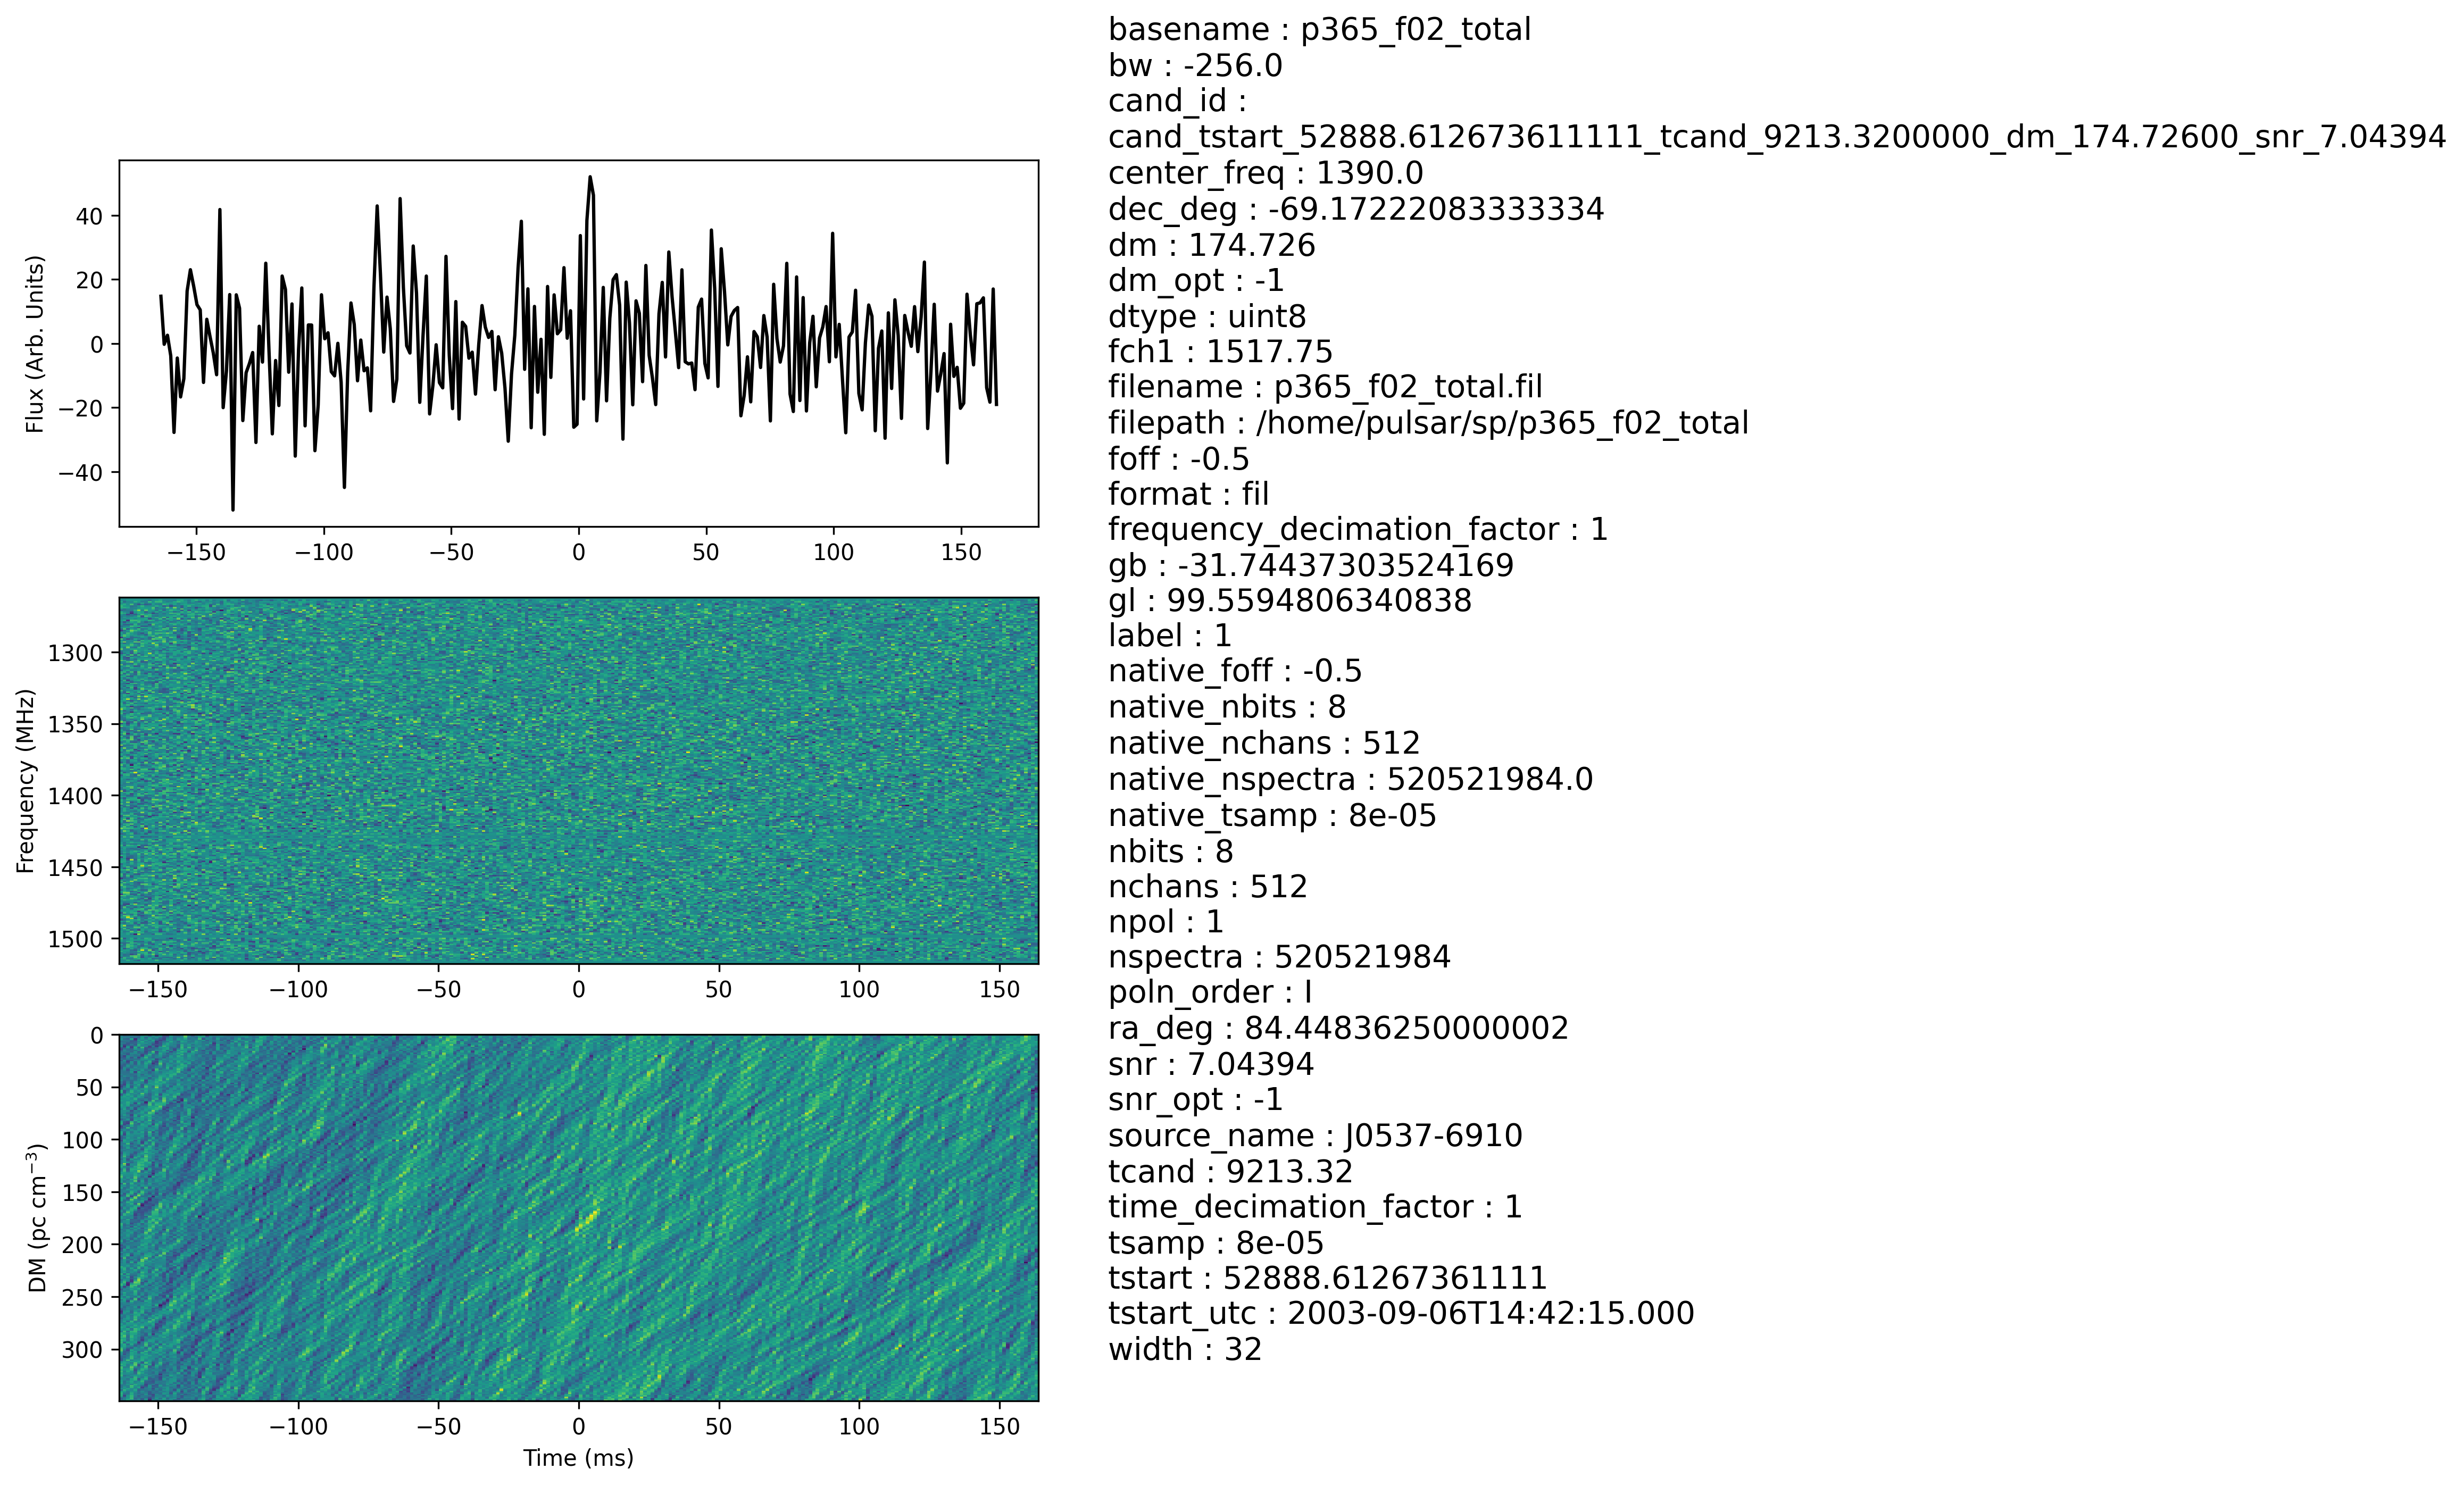 basename : p365_f02_total
bw : -256.0
cand_id :
cand_tstart_52888.612673611111_tcand_9213.3200000_dm_174.72600_snr_7.04394
center_freq : 1390.0
dec_deg : -69.17222083333334
dm : 174.726
dm_opt : -1
dtype : uint8
fch1 : 1517.75
filename : p365_f02_total.fil
filepath : /home/pulsar/sp/p365_f02_total
foff : -0.5
format : fil
frequency_decimation_factor : 1
gb : -31.74437303524169
gl : 99.5594806340838
label : 1
native_foff : -0.5
native_nbits : 8
native_nchans : 512
native_nspectra : 520521984.0
native_tsamp : 8e-05
nbits : 8
nchans : 512
npol : 1
nspectra : 520521984
poln_order : I
ra_deg : 84.44836250000002
snr : 7.04394
snr_opt : -1
source_name : J0537-6910
tcand : 9213.32
time_decimation_factor : 1
tsamp : 8e-05
tstart : 52888.61267361111
tstart_utc : 2003-09-06T14:42:15.000
width : 32
Flux (Arb. Units)
40
20
0
−20
−40
−150 −100 −50 0 50 100 150
Frequency (MHz)
1300
1350
1400
1450
1500
−150 −100 −50 0 50 100 150
DM (pc cm⁻³)
0
50
100
150
200
250
300
−150 −100 −50 0 50 100 150
Time (ms)